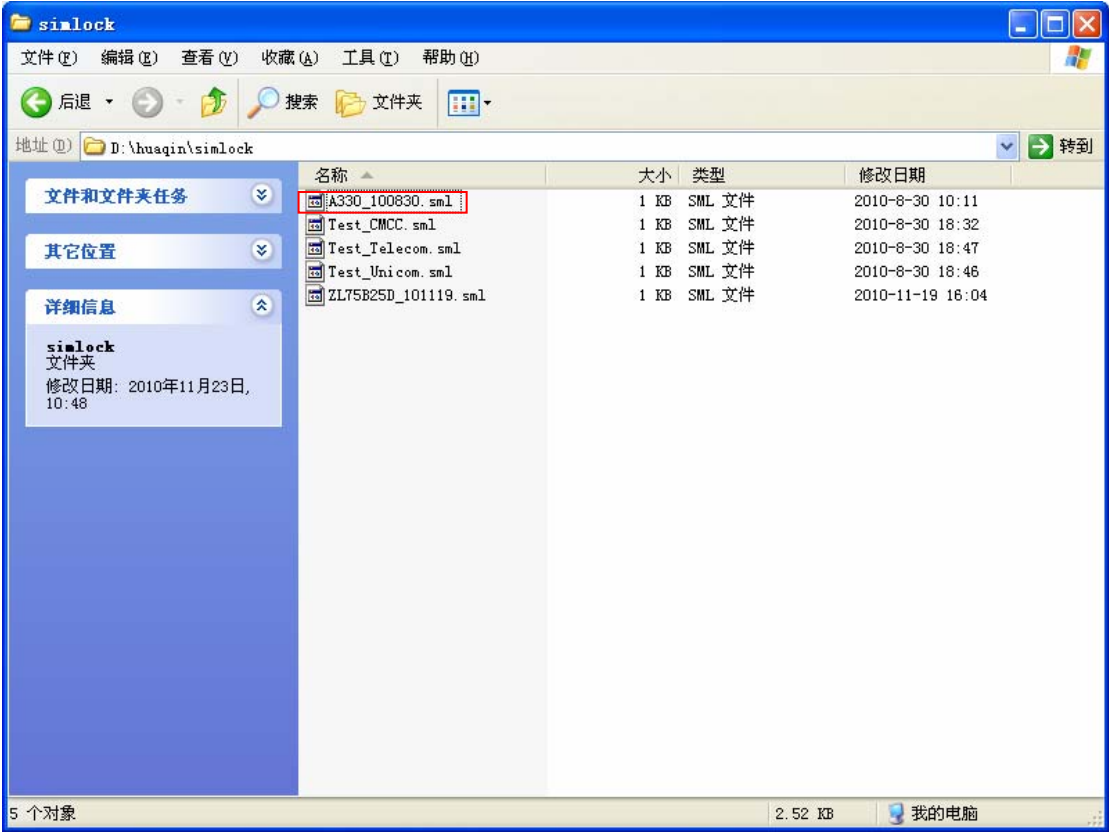 simlock
文件(F) 编辑(E) 查看(V) 收藏(A) 工具(T) 帮助(H)
后退 搜索 文件夹
地址(D) D:\huaqin\simlock 转到
文件和文件夹任务
其它位置
详细信息
simlock
文件夹
修改日期: 2010年11月23日,
10:48
名称 大小 类型 修改日期
A330_100830.sml 1 KB SML 文件 2010-8-30 10:11
Test_CMCC.sml 1 KB SML 文件 2010-8-30 18:32
Test_Telecom.sml 1 KB SML 文件 2010-8-30 18:47
Test_Unicom.sml 1 KB SML 文件 2010-8-30 18:46
ZL75B25D_101119.sml 1 KB SML 文件 2010-11-19 16:04
5 个对象 2.52 KB 我的电脑